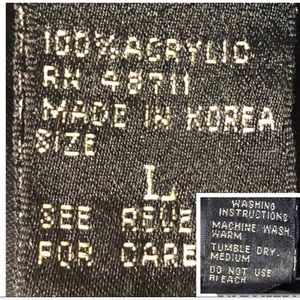 100% ACRYLIC
RN 48711
MADE IN KOREA
SIZE
L
SEE REVE
FOR CARE
WASHING
INSTRUCTIONS
MACHINE WASH,
WARM
TUMBLE DRY,
MEDIUM
DO NOT USE
BLEACH